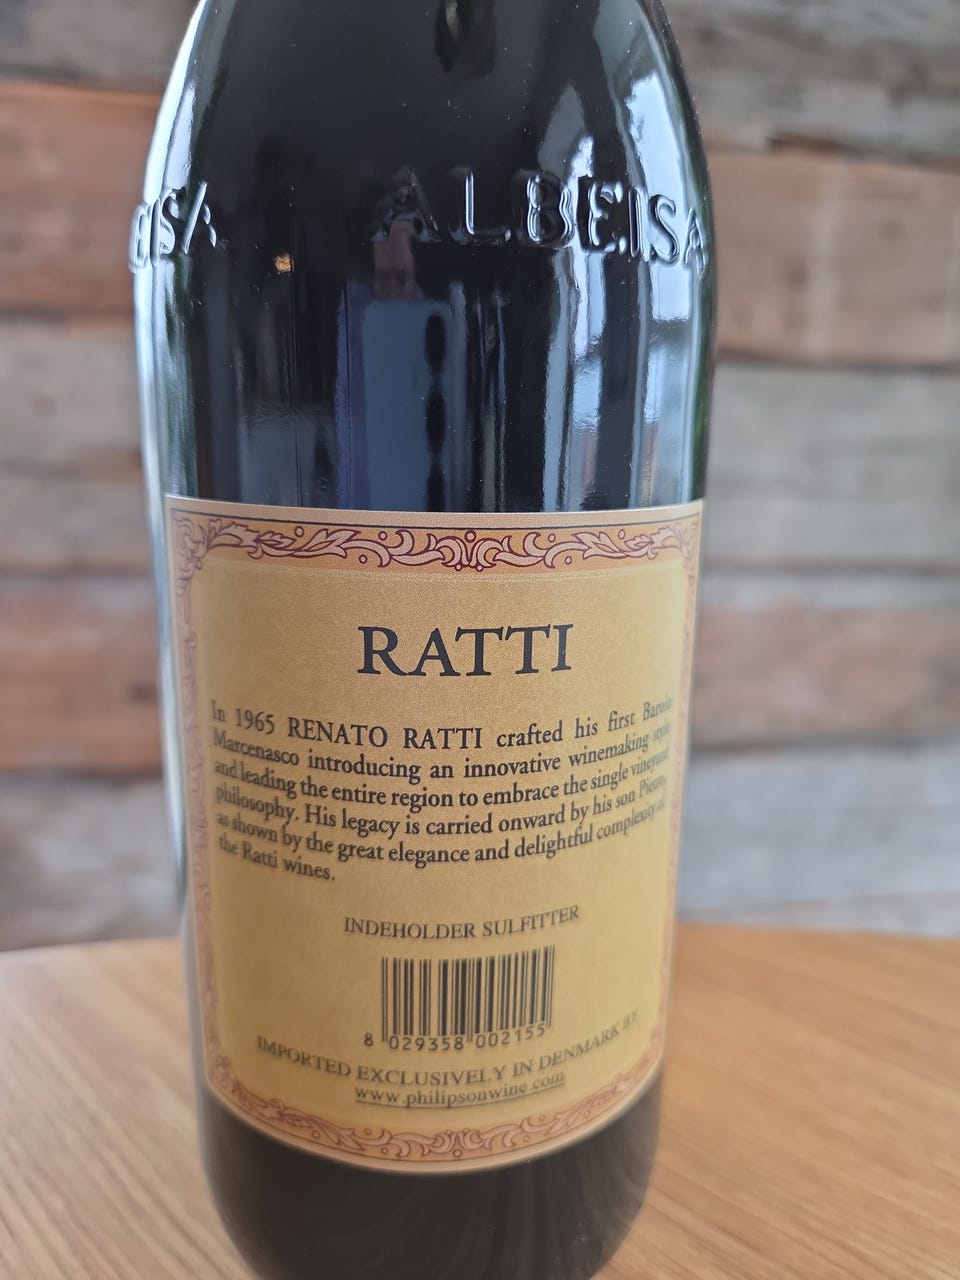 EISA ALBEISA
RATTI
In 1965 RENATO RATTI crafted his first Barolo
Marcenasco introducing an innovative winemaking style
and leading the entire region to embrace the single vineyard
philosophy. His legacy is carried onward by his son Pietro,
as shown by the great elegance and delightful complexity of
the Ratti wines.
INDEHOLDER SULFITTER
8 029358 002155
IMPORTED EXCLUSIVELY IN DENMARK BY
www.philipsonwine.com